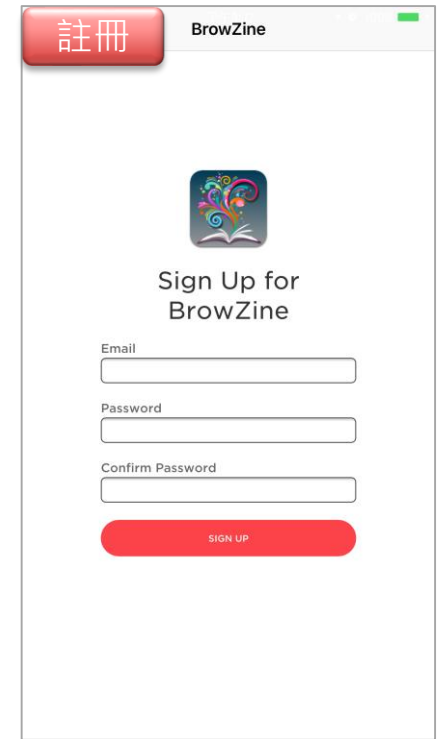 註冊
BrowZine
Sign Up for
BrowZine
Email
Password
Confirm Password
SIGN UP